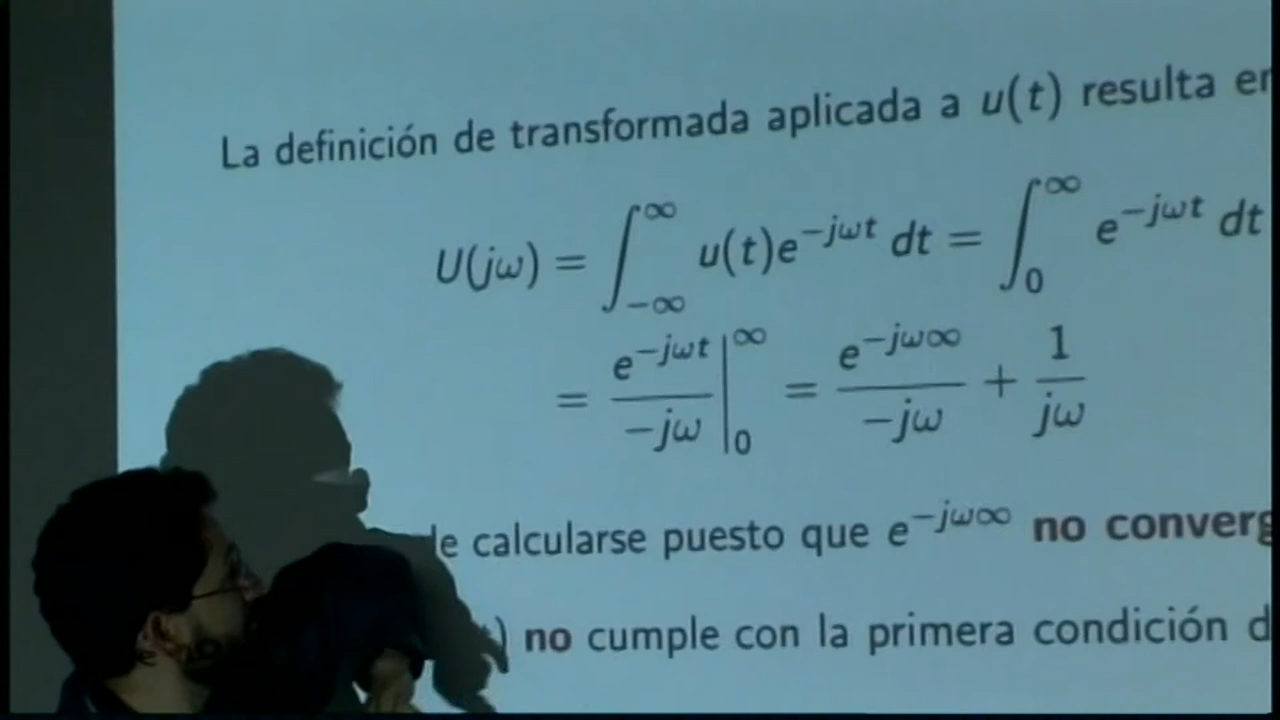 La definición de transformada aplicada a u(t) resulta en
U(jω) = ∫_{-∞}^{∞} u(t)e^{-jωt} dt = ∫_{0}^{∞} e^{-jωt} dt
= e^{-jωt}/(-jω) |_{0}^{∞} = e^{-jω∞}/(-jω) + 1/(jω)
calcularse puesto que e^{-jω∞} no
no cumple con la primera condición